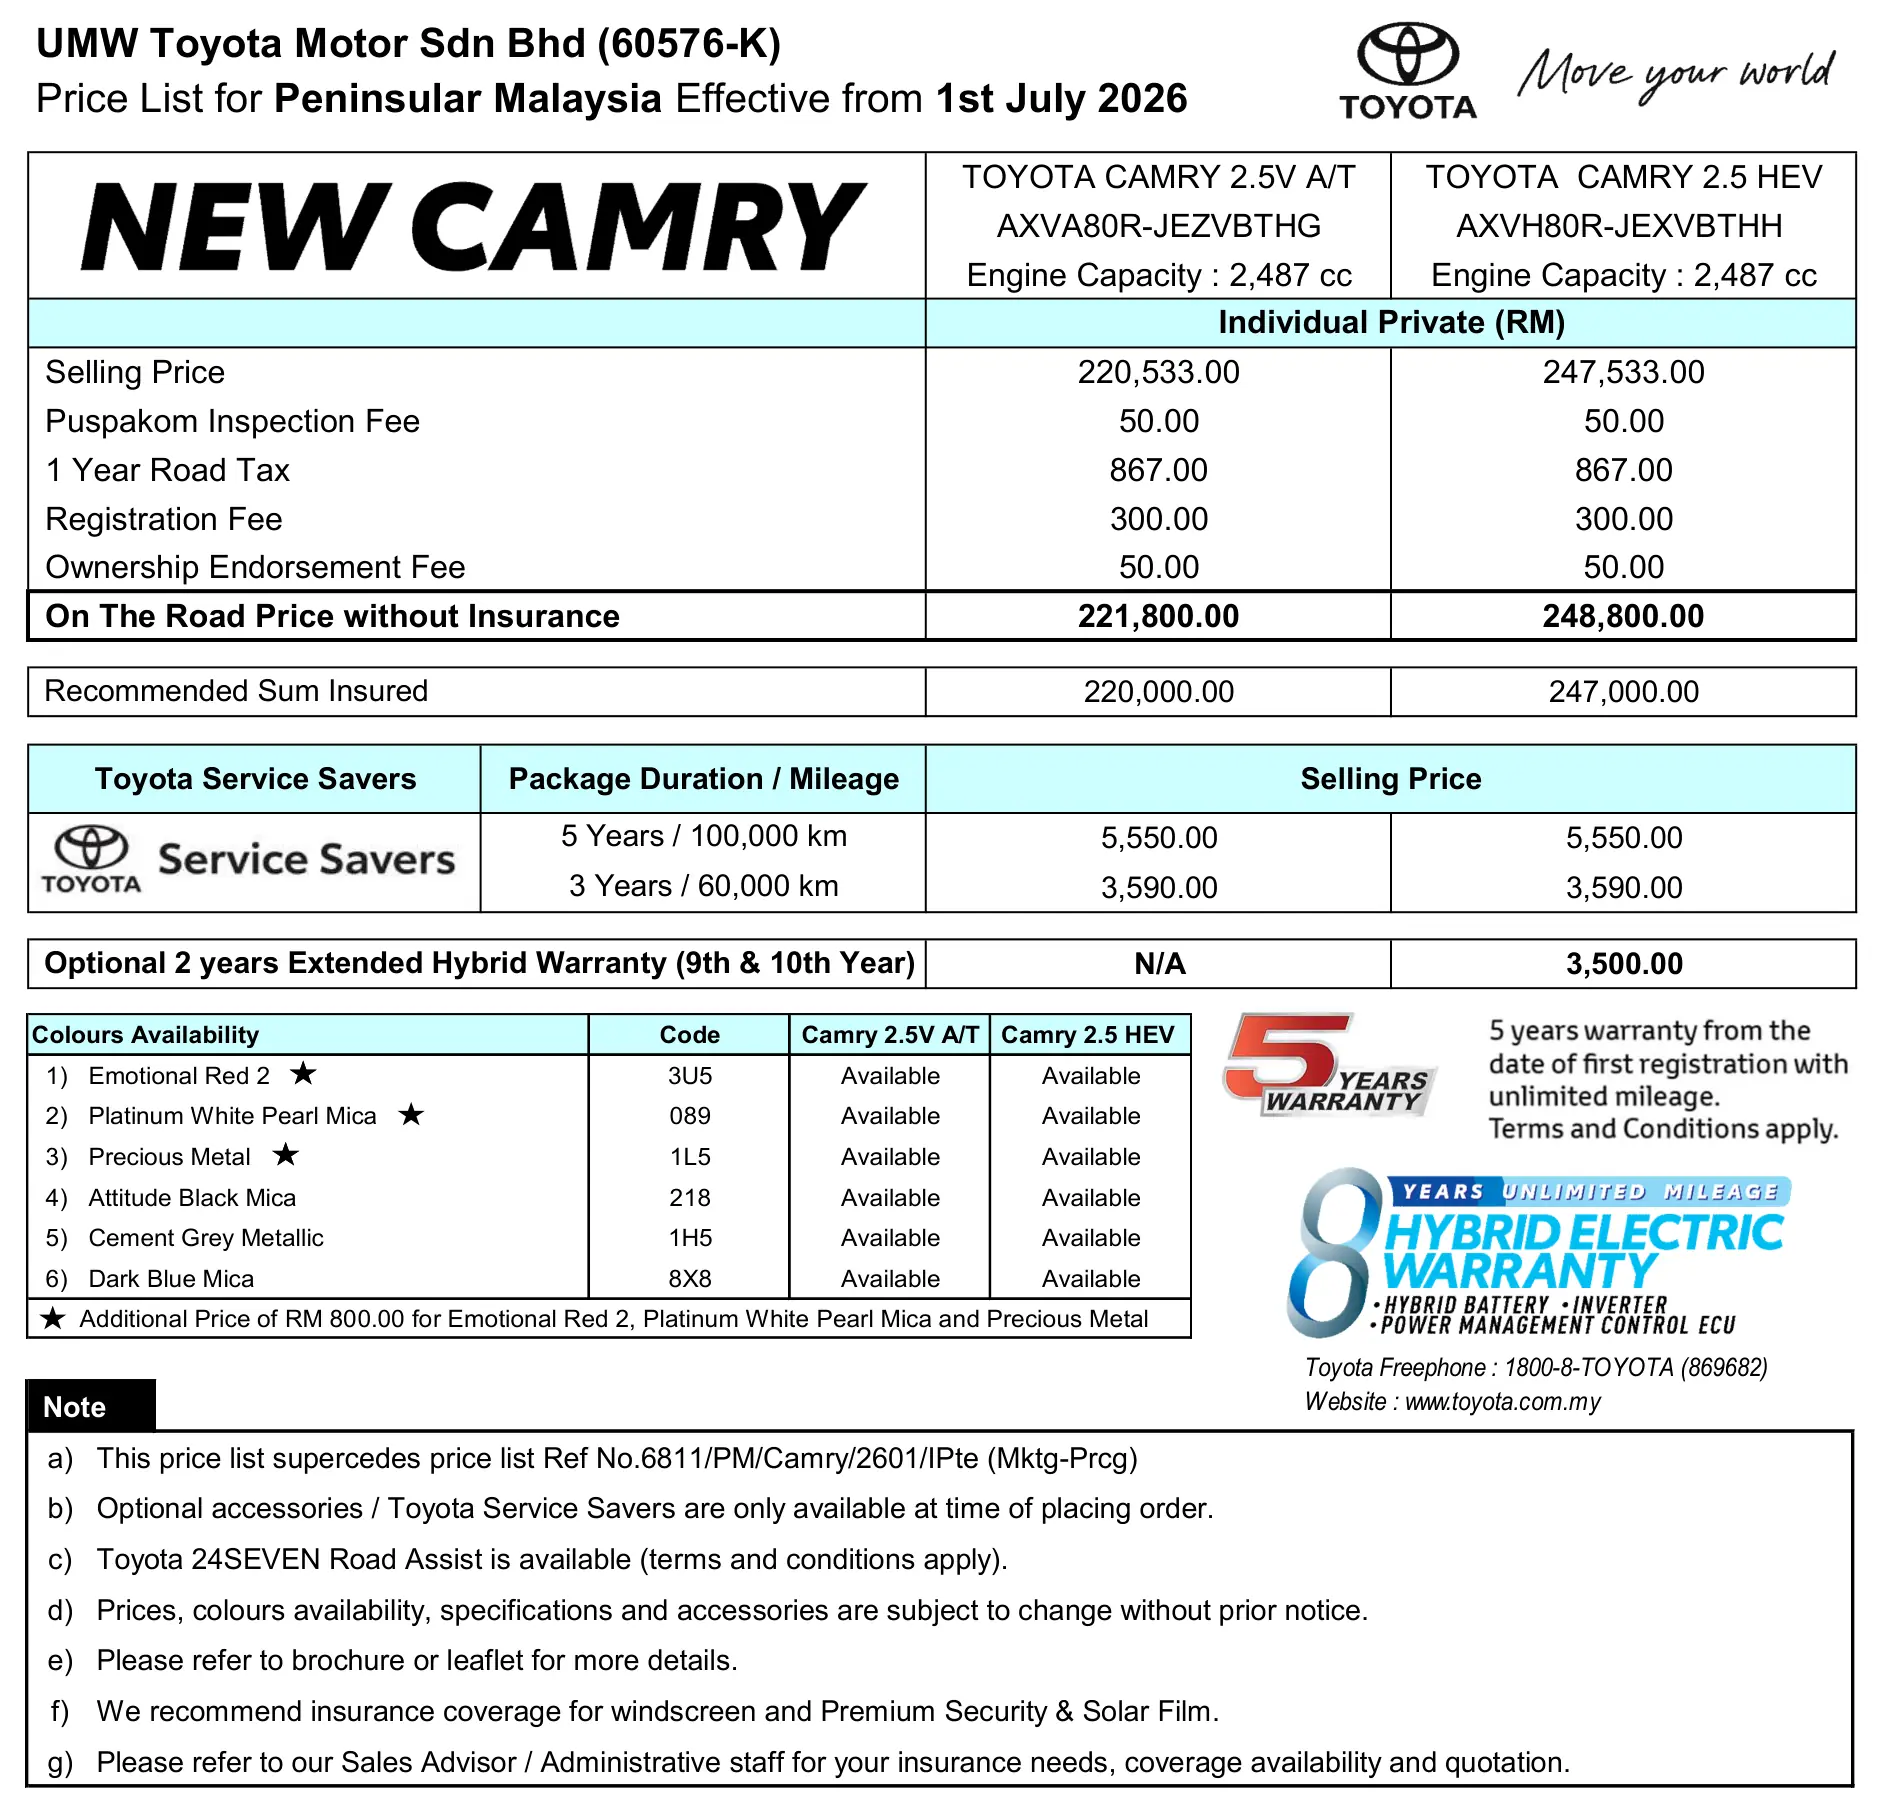 UMW Toyota Motor Sdn Bhd (60576-K)
Price List for Peninsular Malaysia Effective from 1st July 2026
TOYOTA
Move your world
NEW CAMRY
TOYOTA CAMRY 2.5V A/T
AXVA80R-JEZVBTHG
Engine Capacity : 2,487 cc
TOYOTA CAMRY 2.5 HEV
AXVH80R-JEXVBTHH
Engine Capacity : 2,487 cc
Individual Private (RM)
Selling Price 220,533.00 247,533.00
Puspakom Inspection Fee 50.00 50.00
1 Year Road Tax 867.00 867.00
Registration Fee 300.00 300.00
Ownership Endorsement Fee 50.00 50.00
On The Road Price without Insurance 221,800.00 248,800.00
Recommended Sum Insured 220,000.00 247,000.00
Toyota Service Savers Package Duration / Mileage Selling Price
TOYOTA Service Savers
5 Years / 100,000 km 5,550.00 5,550.00
3 Years / 60,000 km 3,590.00 3,590.00
Optional 2 years Extended Hybrid Warranty (9th & 10th Year) N/A 3,500.00
Colours Availability Code Camry 2.5V A/T Camry 2.5 HEV
1) Emotional Red 2 ★ 3U5 Available Available
2) Platinum White Pearl Mica ★ 089 Available Available
3) Precious Metal ★ 1L5 Available Available
4) Attitude Black Mica 218 Available Available
5) Cement Grey Metallic 1H5 Available Available
6) Dark Blue Mica 8X8 Available Available
★ Additional Price of RM 800.00 for Emotional Red 2, Platinum White Pearl Mica and Precious Metal
5 YEARS
WARRANTY
5 years warranty from the
date of first registration with
unlimited mileage.
Terms and Conditions apply.
8 YEARS UNLIMITED MILEAGE
HYBRID ELECTRIC
WARRANTY
•HYBRID BATTERY •INVERTER
•POWER MANAGEMENT CONTROL ECU
Toyota Freephone : 1800-8-TOYOTA (869682)
Website : www.toyota.com.my
Note
a) This price list supercedes price list Ref No.6811/PM/Camry/2601/IPte (Mktg-Prcg)
b) Optional accessories / Toyota Service Savers are only available at time of placing order.
c) Toyota 24SEVEN Road Assist is available (terms and conditions apply).
d) Prices, colours availability, specifications and accessories are subject to change without prior notice.
e) Please refer to brochure or leaflet for more details.
f) We recommend insurance coverage for windscreen and Premium Security & Solar Film.
g) Please refer to our Sales Advisor / Administrative staff for your insurance needs, coverage availability and quotation.